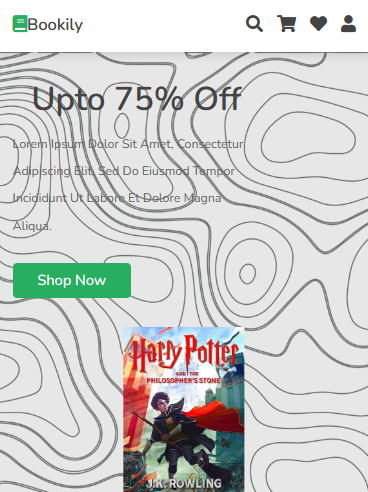 Bookily
Upto 75% Off
Lorem Ipsum Dolor Sit Amet, Consectetur
Adipiscing Elit, Sed Do Eiusmod Tempor
Incididunt Ut Labore Et Dolore Magna
Aliqua.
Shop Now
Harry Potter
AND THE
PHILOSOPHER'S STONE
J.K. ROWLING